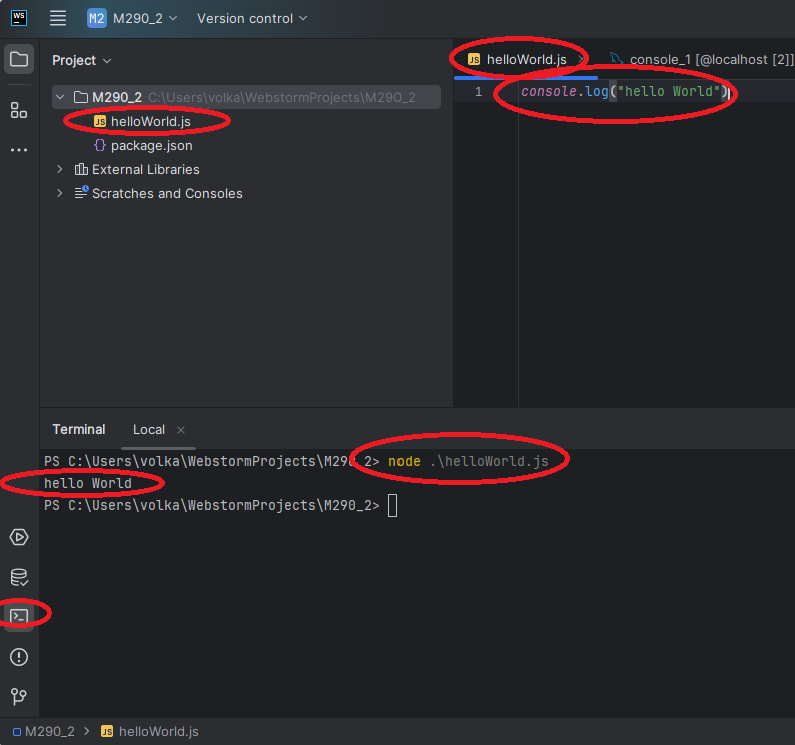 WS M2 M290_2 Version control
Project
M290_2 C:\Users\volka\WebstormProjects\M290_2
JS helloWorld.js
{} package.json
External Libraries
Scratches and Consoles
JS helloWorld.js console_1 [@localhost [2]]
1 console.log("hello World")
Terminal Local
PS C:\Users\volka\WebstormProjects\M290_2> node .\helloWorld.js
hello World
PS C:\Users\volka\WebstormProjects\M290_2>
M290_2 > JS helloWorld.js